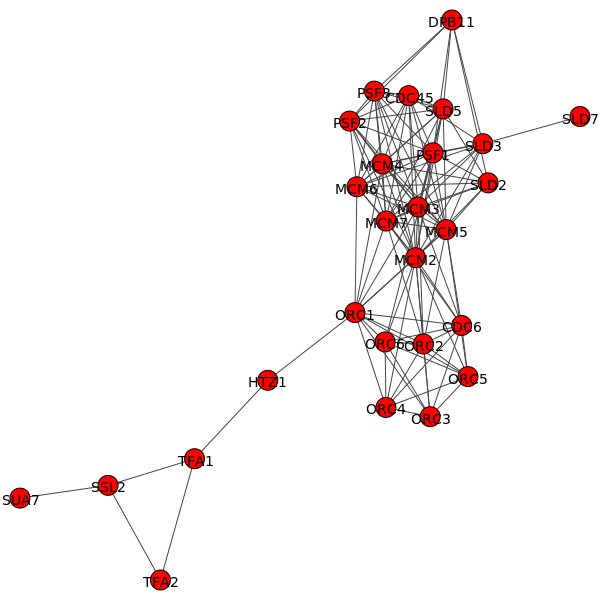 DPB11
PSF3
CDC45
SLD5
SLD7
PSF2
SLD3
PSF1
MCM4
MCM6
SLD2
MCM3
MCM7
MCM5
MCM2
ORC1
CDC6
ORC6
ORC2
ORC5
HTZ1
ORC4
ORC3
TFA1
SSL2
SUA7
TFA2